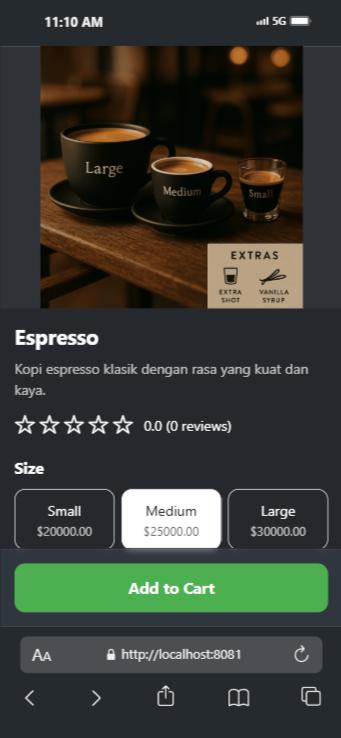 11:10 AM
5G
Large
Medium
Small
EXTRAS
EXTRA
SHOT
VANILLA
SYRUP
Espresso
Kopi espresso klasik dengan rasa yang kuat dan
kaya.
0.0 (0 reviews)
Size
Small
$20000.00
Medium
$25000.00
Large
$30000.00
Add to Cart
AA
http://localhost:8081